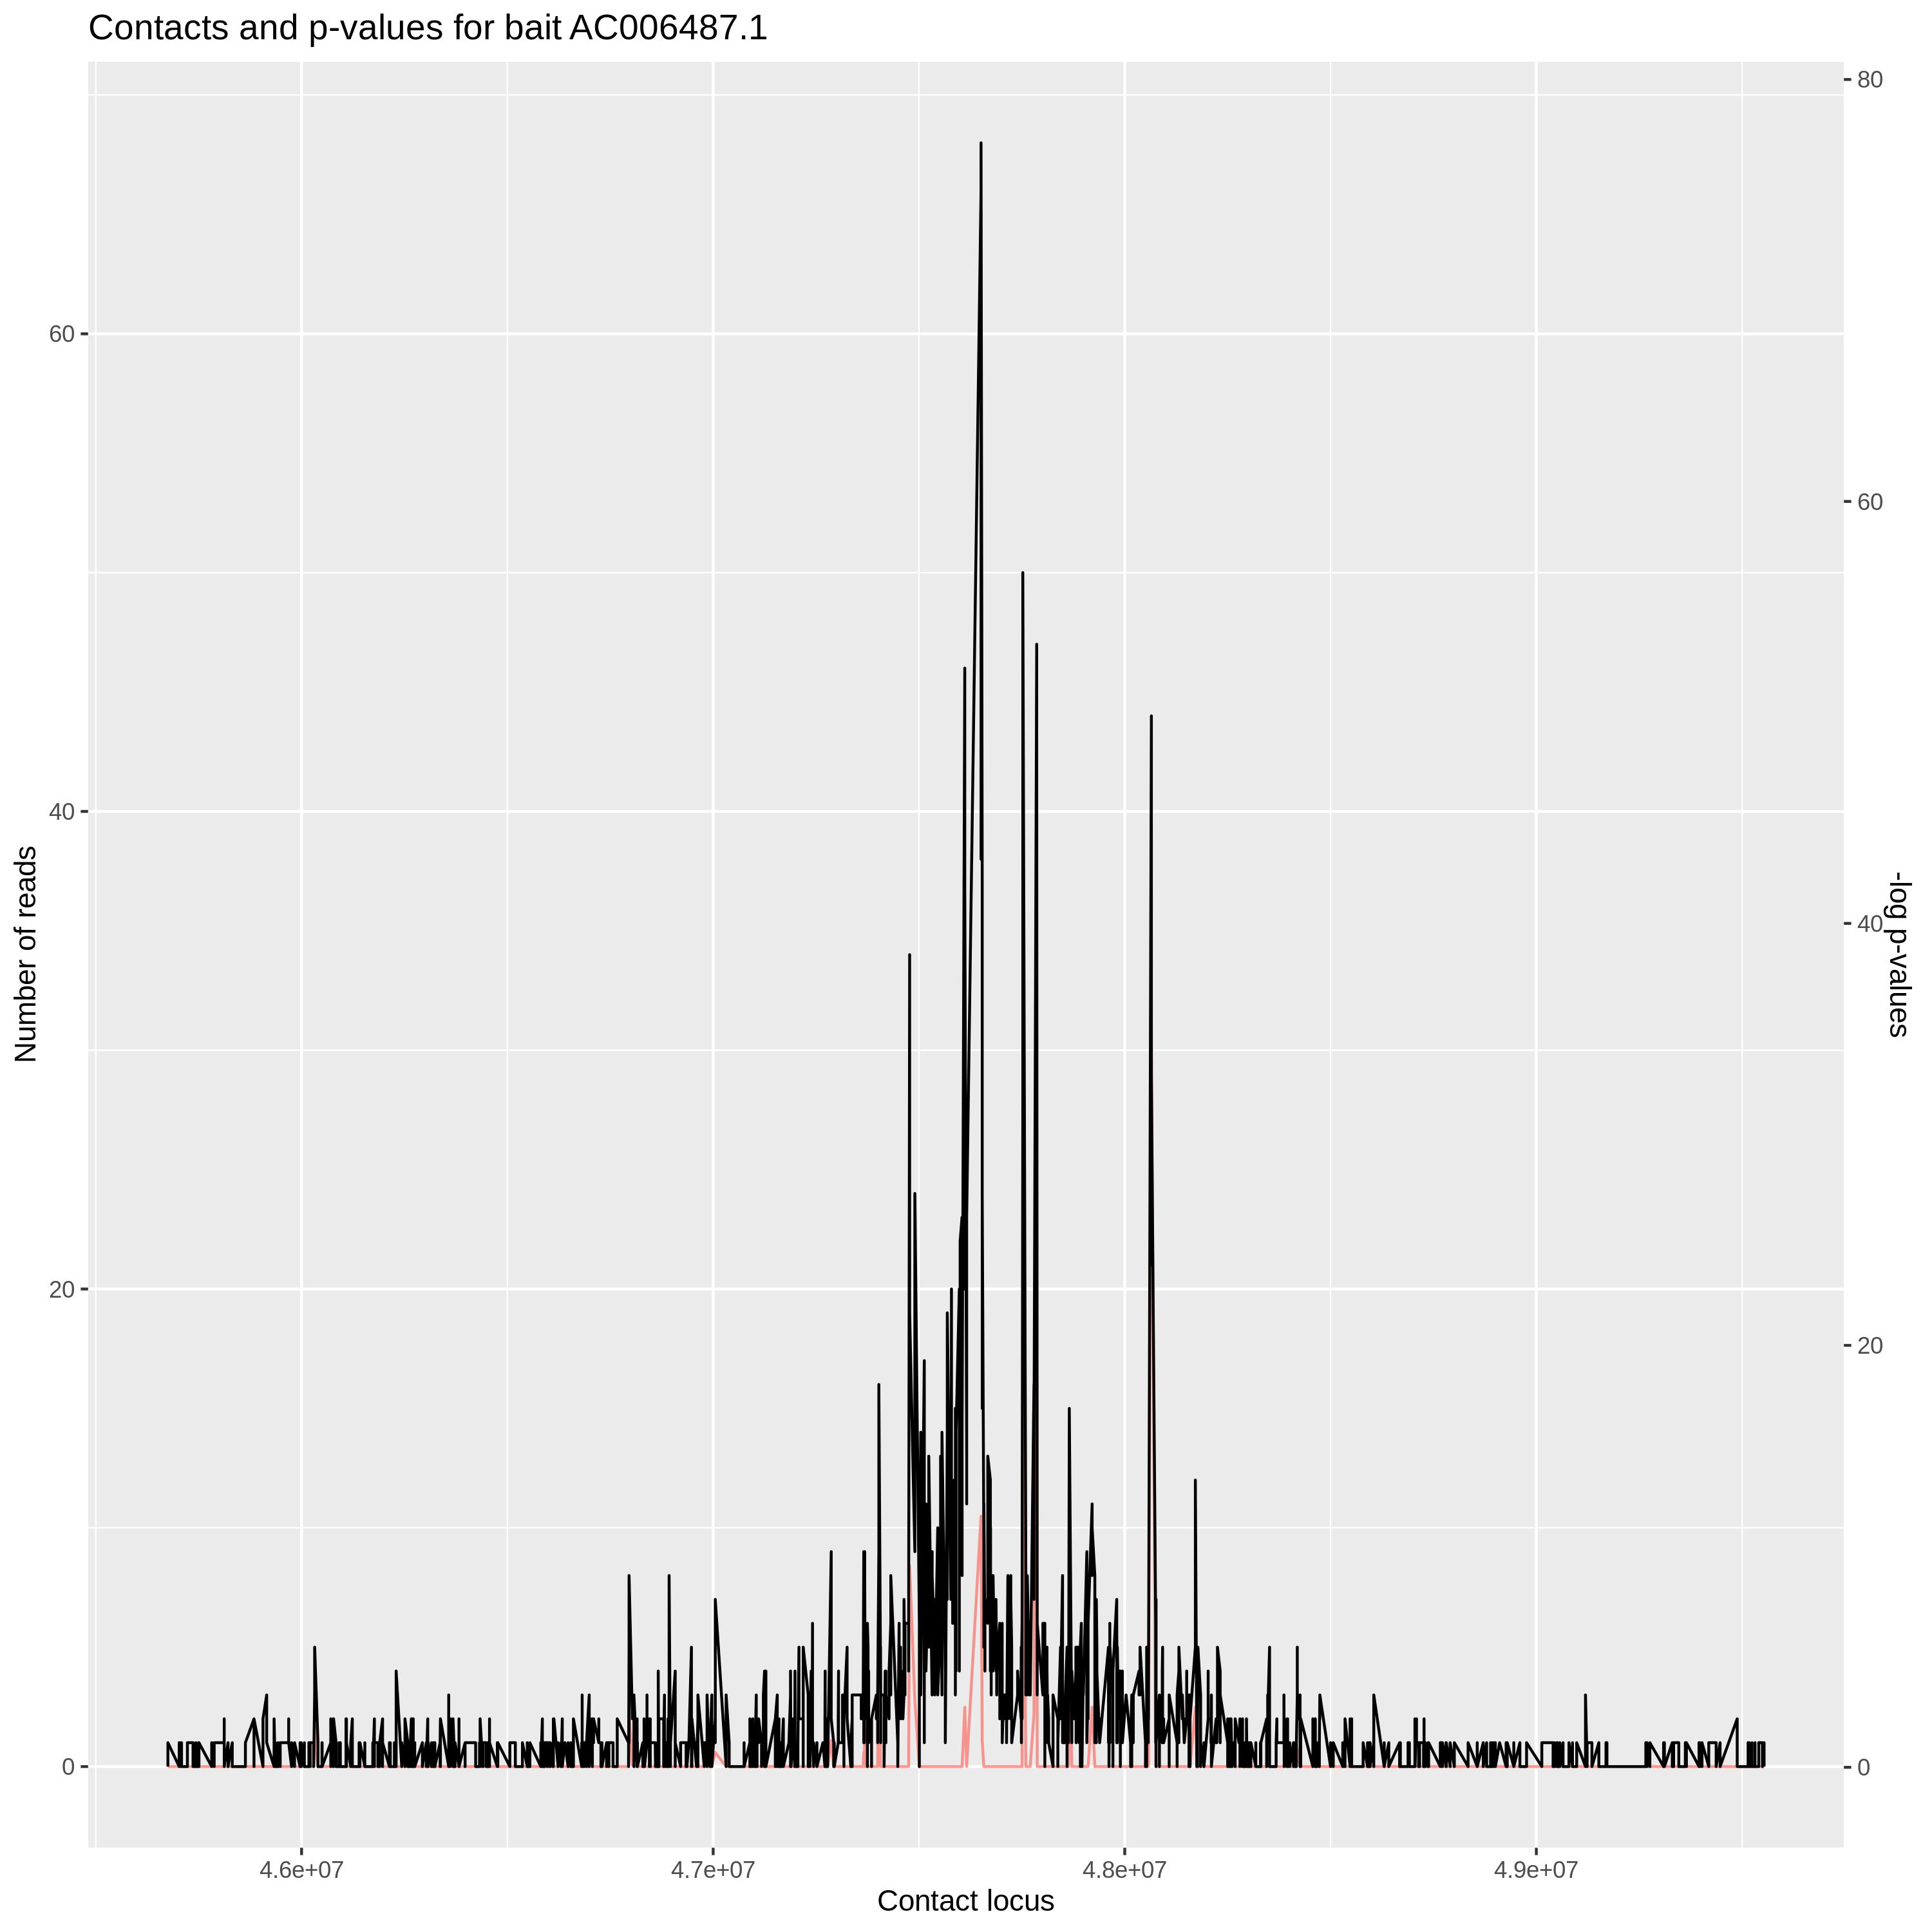 Contacts and p-values for bait AC006487.1
80
60
60
40
40
20
20
0
0
Number of reads
-log p-values
4.6e+07 4.7e+07 4.8e+07 4.9e+07
Contact locus